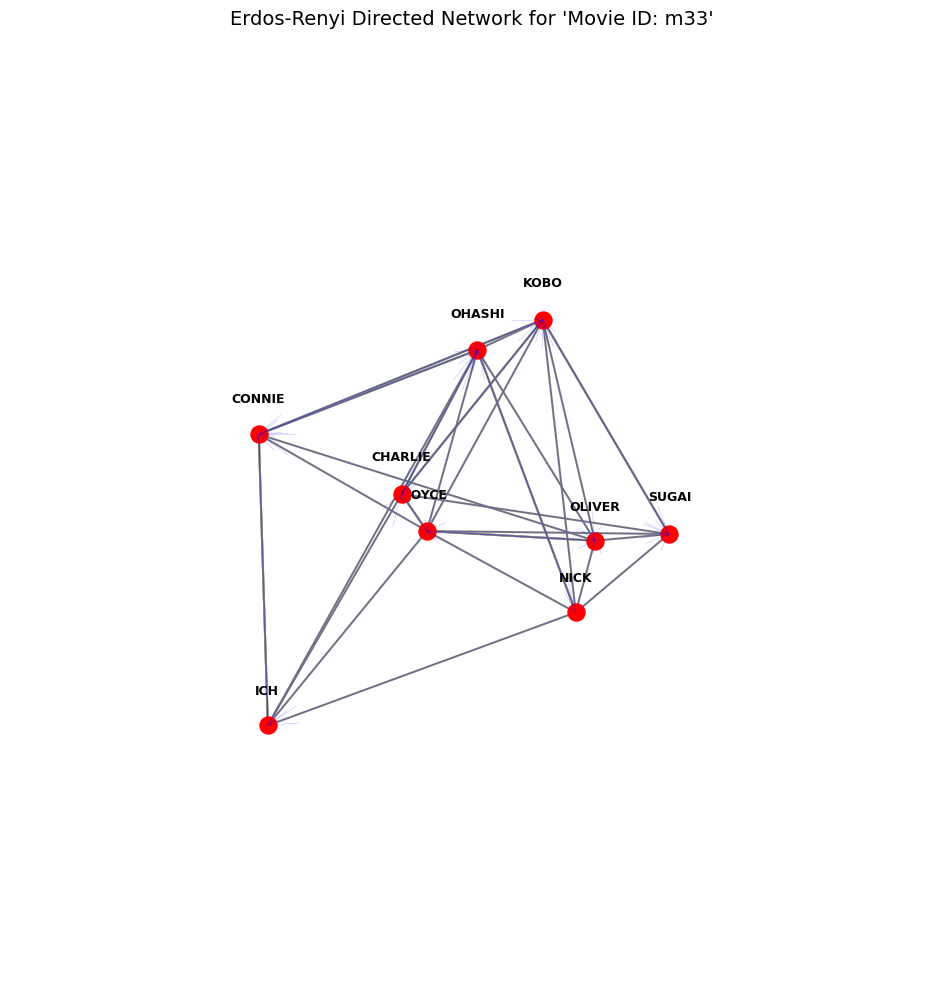 Erdos-Renyi Directed Network for 'Movie ID: m33'
KOBO
OHASHI
CONNIE
CHARLIE
OYCE
SUGAI
OLIVER
NICK
ICH